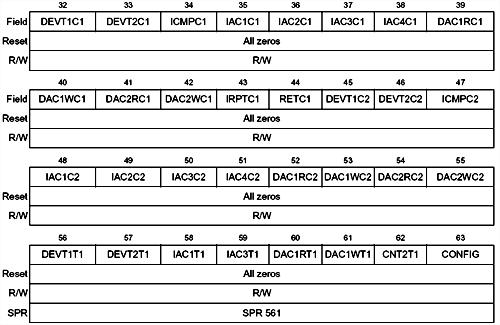 32 33 34 35 36 37 38 39
Field DEVT1C1 DEVT2C1 ICMPC1 IAC1C1 IAC2C1 IAC3C1 IAC4C1 DAC1RC1
Reset All zeros
R/W R/W
40 41 42 43 44 45 46 47
Field DAC1WC1 DAC2RC1 DAC2WC1 IRPTC1 RETC1 DEVT1C2 DEVT2C2 ICMPC2
Reset All zeros
R/W R/W
48 49 50 51 52 53 54 55
IAC1C2 IAC2C2 IAC3C2 IAC4C2 DAC1RC2 DAC1WC2 DAC2RC2 DAC2WC2
Reset All zeros
R/W R/W
56 57 58 59 60 61 62 63
DEVT1T1 DEVT2T1 IAC1T1 IAC3T1 DAC1RT1 DAC1WT1 CNT2T1 CONFIG
Reset All zeros
R/W R/W
SPR SPR 561